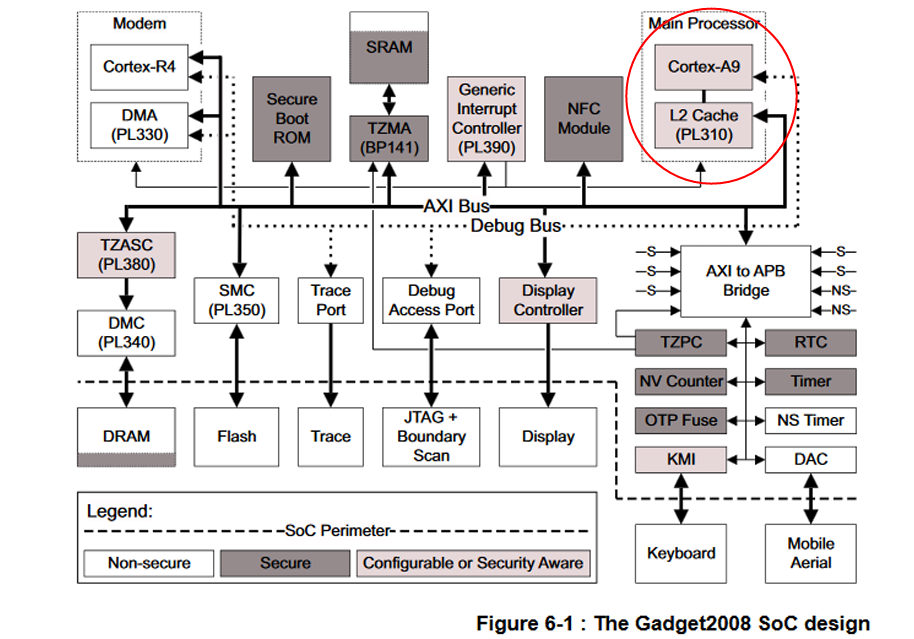 Modem
Cortex-R4
DMA
(PL330)
Secure
Boot
ROM
SRAM
TZMA
(BP141)
Generic
Interrupt
Controller
(PL390)
NFC
Module
Main Processor
Cortex-A9
L2 Cache
(PL310)
AXI Bus
Debug Bus
TZASC
(PL380)
DMC
(PL340)
SMC
(PL350)
Trace
Port
Debug
Access Port
Display
Controller
S
S
S
AXI to APB
Bridge
S
S
NS
NS
TZPC
RTC
NV Counter
Timer
OTP Fuse
NS Timer
KMI
DAC
DRAM
Flash
Trace
JTAG +
Boundary
Scan
Display
Keyboard
Mobile
Aerial
Legend:
SoC Perimeter
Non-secure
Secure
Configurable or Security Aware
Figure 6-1 : The Gadget2008 SoC design